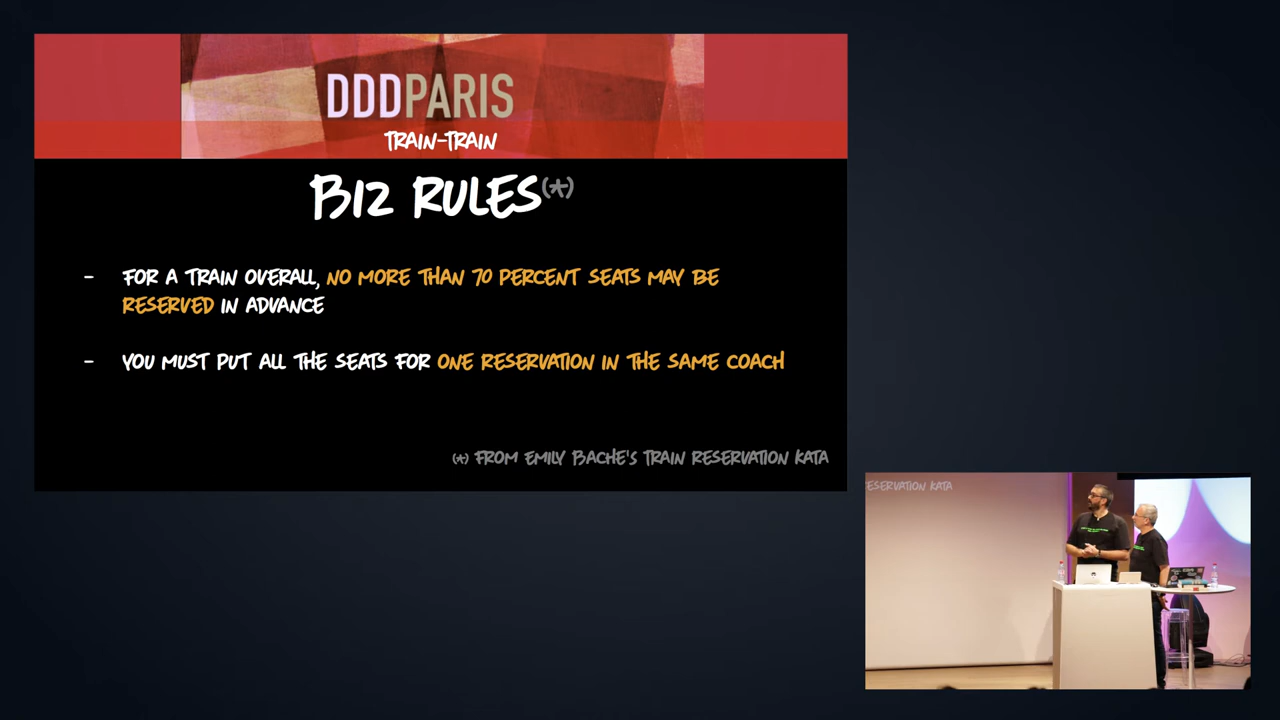 DDDPARIS
TRAIN-TRAIN
BIZ RULES(*)
- FOR A TRAIN OVERALL, NO MORE THAN 70 PERCENT SEATS MAY BE
RESERVED IN ADVANCE
- YOU MUST PUT ALL THE SEATS FOR ONE RESERVATION IN THE SAME COACH
(*) FROM EMILY BACHE'S TRAIN RESERVATION KATA
ESERVATION KATA